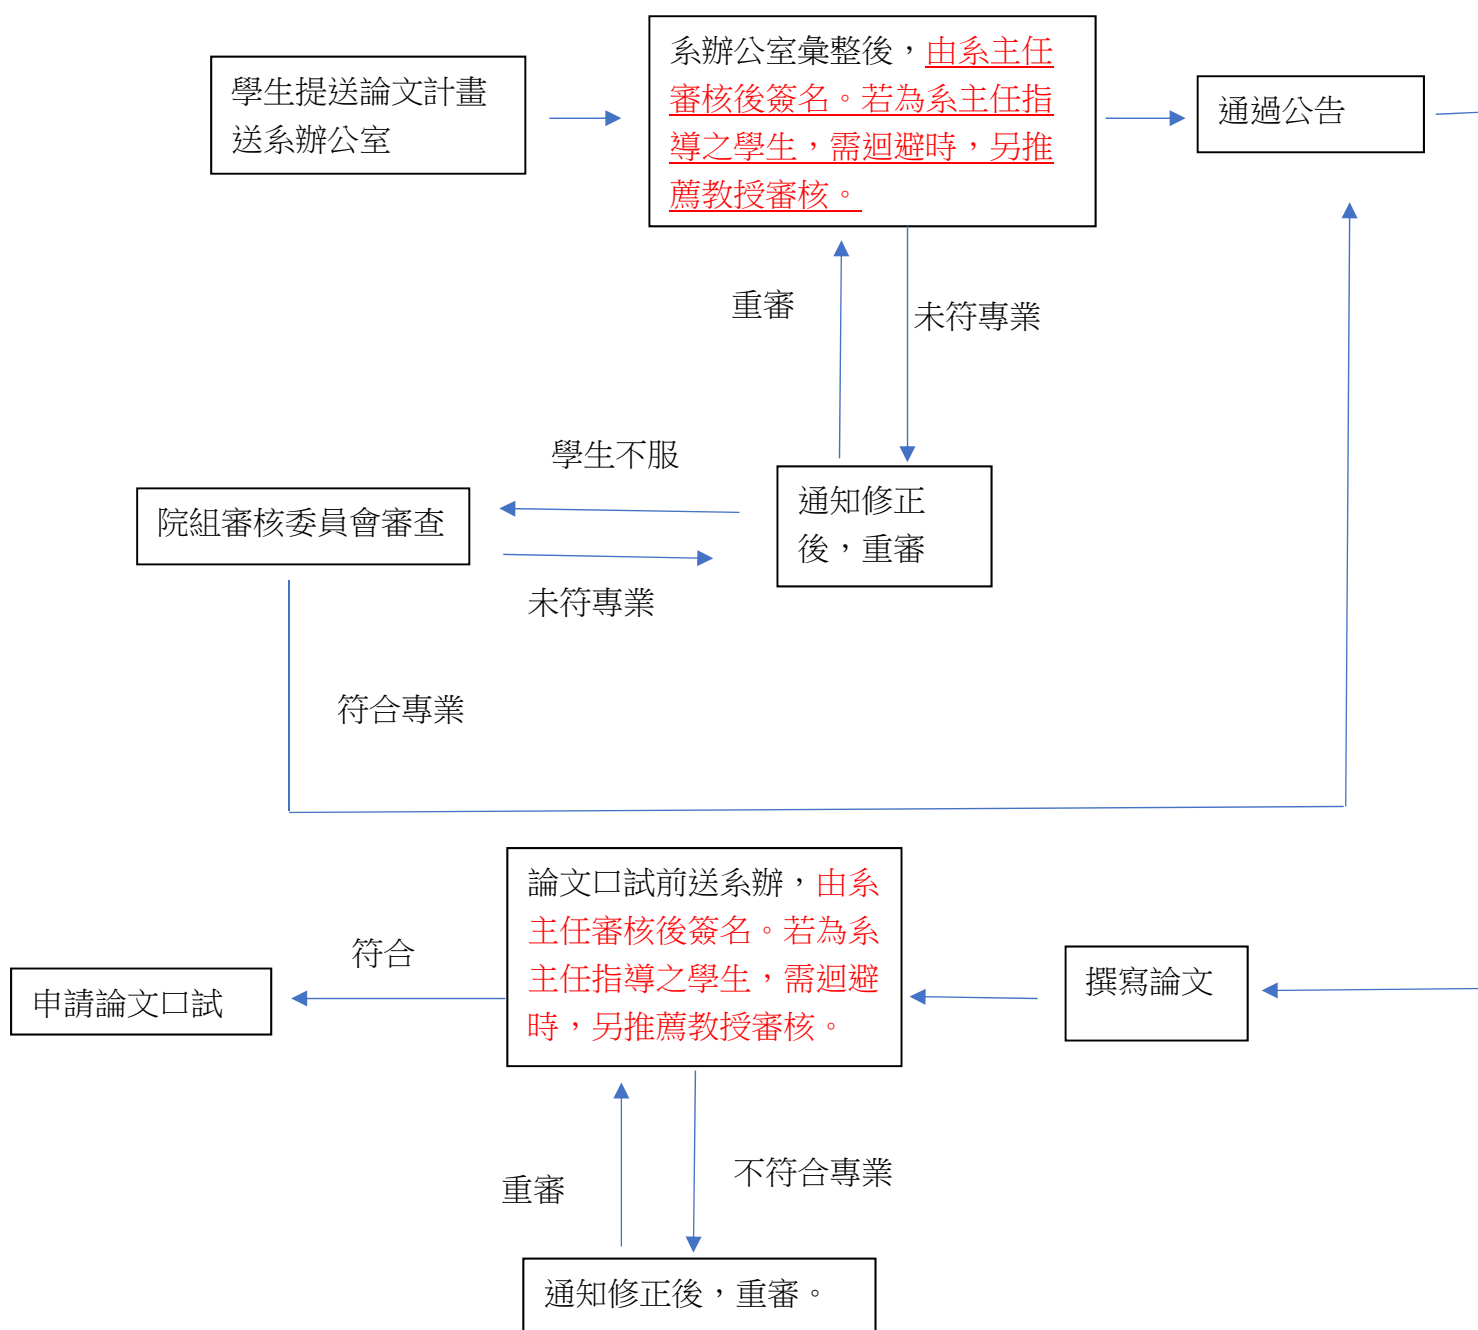 學生提送論文計畫
送系辦公室
系辦公室彙整後，由系主任
審核後簽名。若為系主任指
導之學生，需迴避時，另推
薦教授審核。
通過公告
重審
未符專業
學生不服
院組審核委員會審查
通知修正
後，重審
未符專業
符合專業
論文口試前送系辦，由系
主任審核後簽名。若為系
主任指導之學生，需迴避
時，另推薦教授審核。
符合
申請論文口試
撰寫論文
重審
不符合專業
通知修正後，重審。